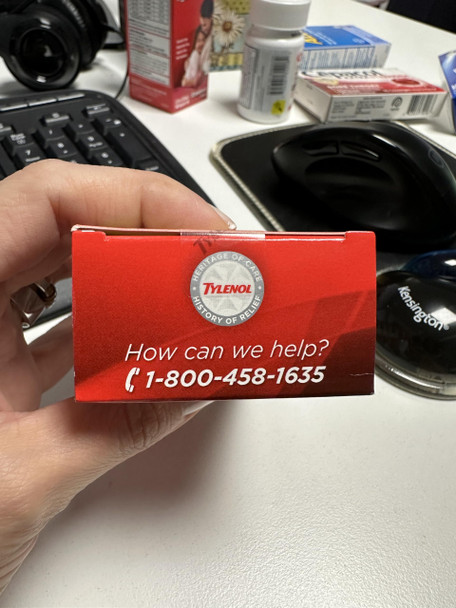 HERITAGE OF CARE
TYLENOL
HISTORY OF RELIEF
How can we help?
1-800-458-1635
Kensington